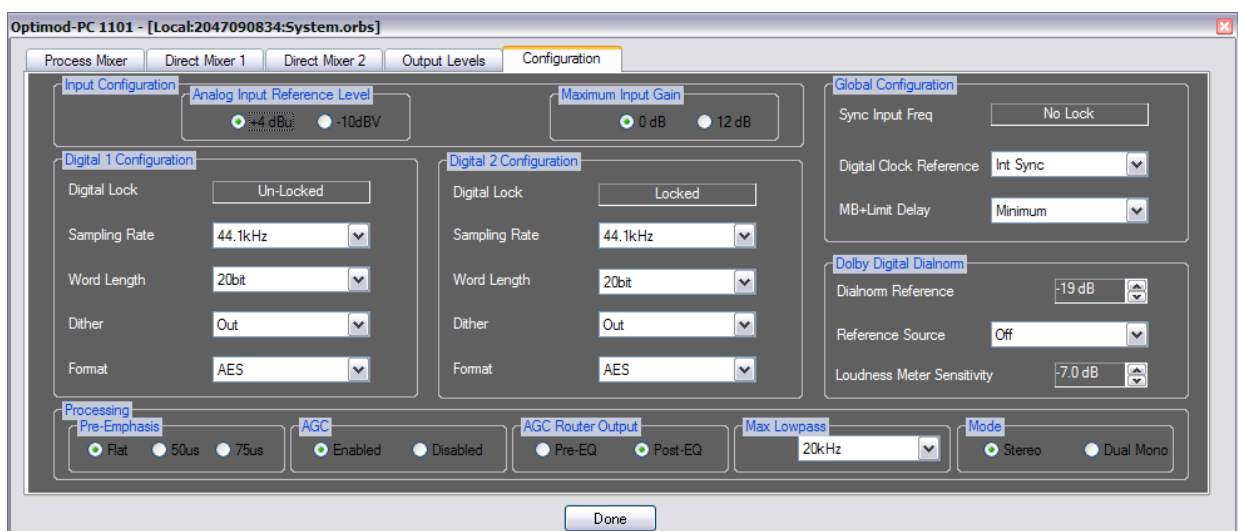 Optimod-PC 1101 - [Local:2047090834:System.orbs]
Process Mixer
Direct Mixer 1
Direct Mixer 2
Output Levels
Configuration
Input Configuration
Analog Input Reference Level
+4 dBu
-10dBV
Maximum Input Gain
0 dB
12 dB
Digital 1 Configuration
Digital Lock
Un-Locked
Sampling Rate
44.1kHz
Word Length
20bit
Dither
Out
Format
AES
Digital 2 Configuration
Digital Lock
Locked
Sampling Rate
44.1kHz
Word Length
20bit
Dither
Out
Format
AES
Global Configuration
Sync Input Freq
No Lock
Digital Clock Reference
Int Sync
MB+Limit Delay
Minimum
Dolby Digital Dialnorm
Dialnorm Reference
-19 dB
Reference Source
Off
Loudness Meter Sensitivity
-7.0 dB
Processing
Pre-Emphasis
Flat
50us
75us
AGC
Enabled
Disabled
AGC Router Output
Pre-EQ
Post-EQ
Max Lowpass
20kHz
Mode
Stereo
Dual Mono
Done